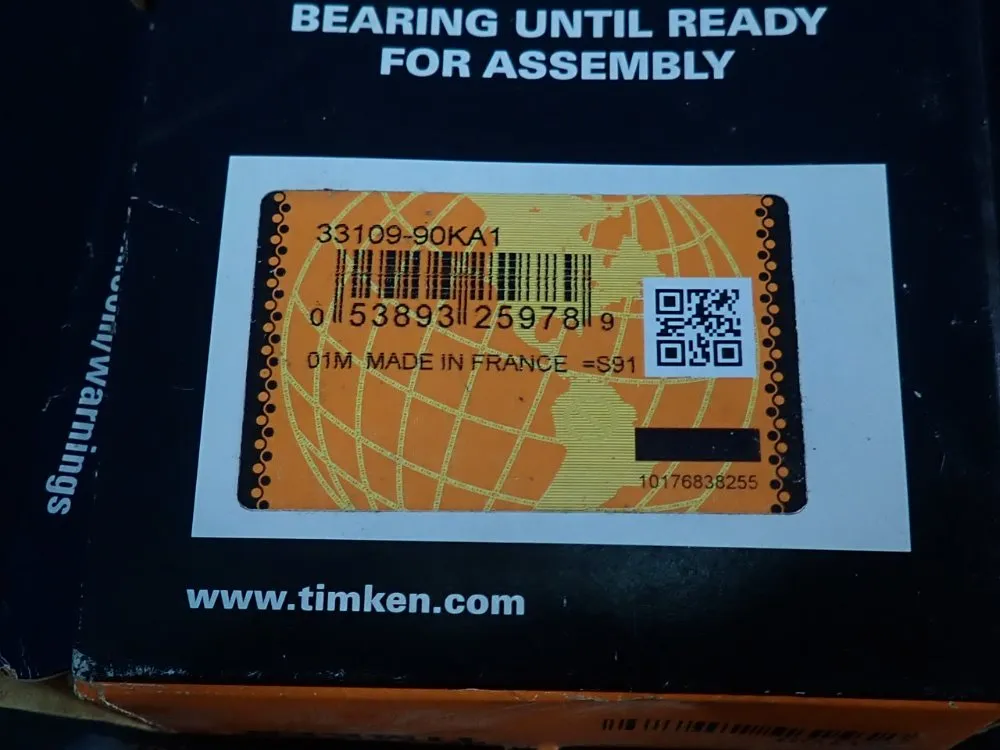 BEARING UNTIL READY
FOR ASSEMBLY
33109-90KA1
0 53893 25978 9
01M MADE IN FRANCE =S91
10176838255
www.timken.com
warnings